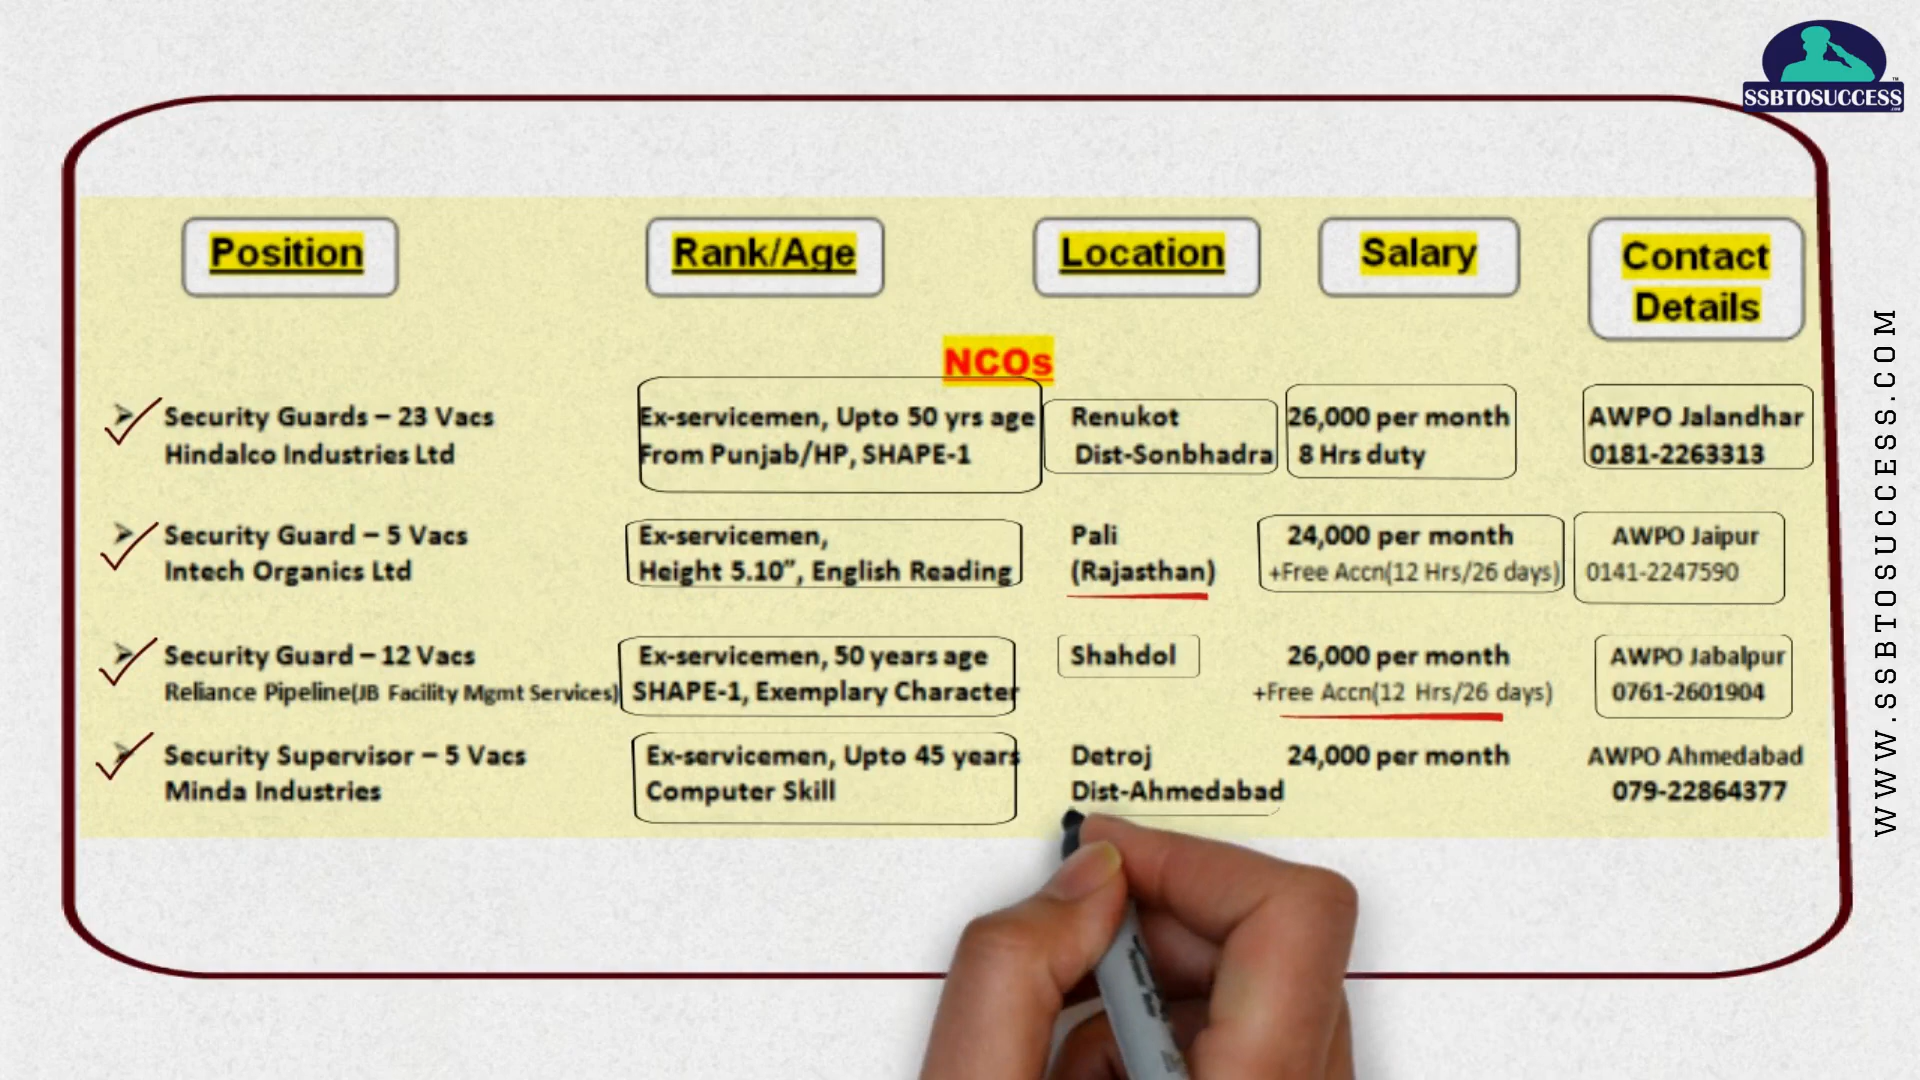 SSBTOSUCCESS
Position Rank/Age Location Salary Contact Details
NCOs
Security Guards – 23 Vacs Ex-servicemen, Upto 50 yrs age Renukot 26,000 per month AWPO Jalandhar
Hindalco Industries Ltd From Punjab/HP, SHAPE-1 Dist-Sonbhadra 8 Hrs duty 0181-2263313
Security Guard – 5 Vacs Ex-servicemen, Pali 24,000 per month AWPO Jaipur
Intech Organics Ltd Height 5.10”, English Reading (Rajasthan) +Free Accn(12 Hrs/26 days) 0141-2247590
Security Guard – 12 Vacs Ex-servicemen, 50 years age Shahdol 26,000 per month AWPO Jabalpur
Reliance Pipeline(JB Facility Mgmt Services) SHAPE-1, Exemplary Character +Free Accn(12 Hrs/26 days) 0761-2601904
Security Supervisor – 5 Vacs Ex-servicemen, Upto 45 years Detroj 24,000 per month AWPO Ahmedabad
Minda Industries Computer Skill Dist-Ahmedabad 079-22864377
WWW.SSBTOSUCCESS.COM